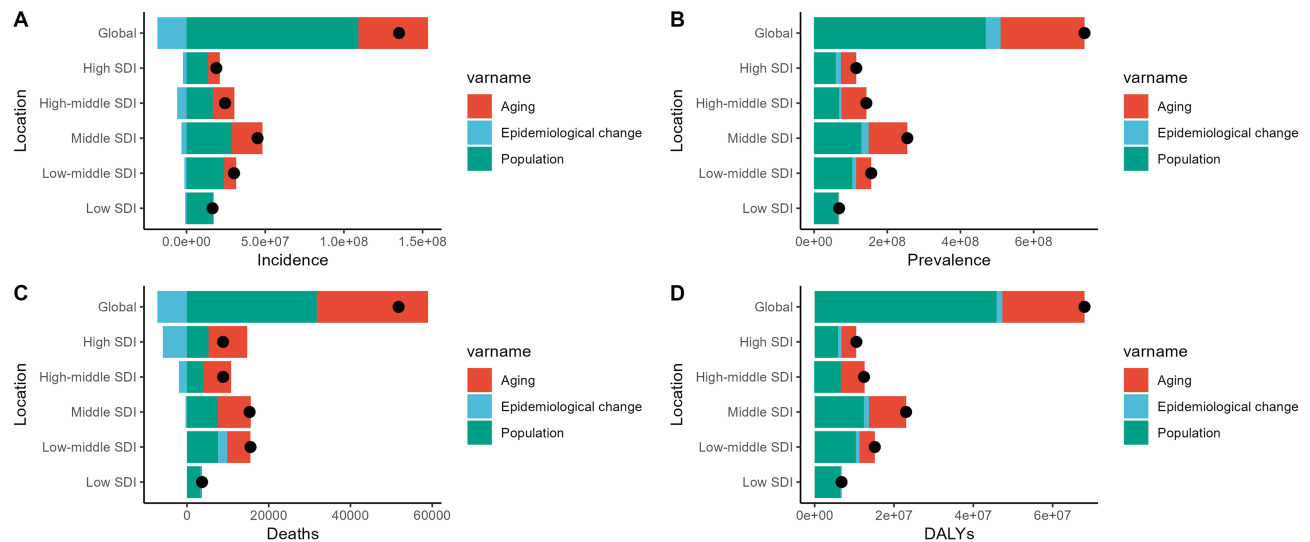 A
Location
Global
High SDI
High-middle SDI
Middle SDI
Low-middle SDI
Low SDI
0.0e+00 5.0e+07 1.0e+08 1.5e+08
Incidence
varname
Aging
Epidemiological change
Population
B
Location
Global
High SDI
High-middle SDI
Middle SDI
Low-middle SDI
Low SDI
0e+00 2e+08 4e+08 6e+08
Prevalence
varname
Aging
Epidemiological change
Population
C
Location
Global
High SDI
High-middle SDI
Middle SDI
Low-middle SDI
Low SDI
0 20000 40000 60000
Deaths
varname
Aging
Epidemiological change
Population
D
Location
Global
High SDI
High-middle SDI
Middle SDI
Low-middle SDI
Low SDI
0e+00 2e+07 4e+07 6e+07
DALYs
varname
Aging
Epidemiological change
Population